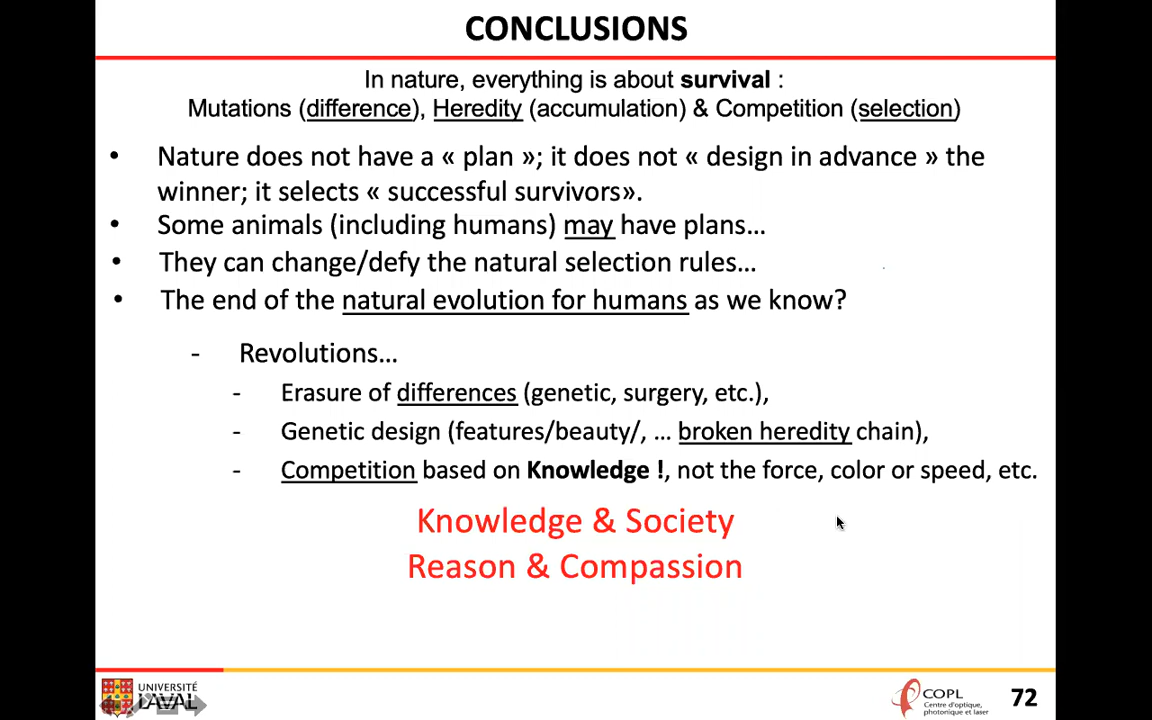 CONCLUSIONS
In nature, everything is about survival :
Mutations (difference), Heredity (accumulation) & Competition (selection)
• Nature does not have a « plan »; it does not « design in advance » the
winner; it selects « successful survivors».
• Some animals (including humans) may have plans…
• They can change/defy the natural selection rules…
• The end of the natural evolution for humans as we know?
- Revolutions…
- Erasure of differences (genetic, surgery, etc.),
- Genetic design (features/beauty/, … broken heredity chain),
- Competition based on Knowledge !, not the force, color or speed, etc.
Knowledge & Society
Reason & Compassion
UNIVERSITÉ
LAVAL
COPL
Centre d'optique,
photonique et laser
72